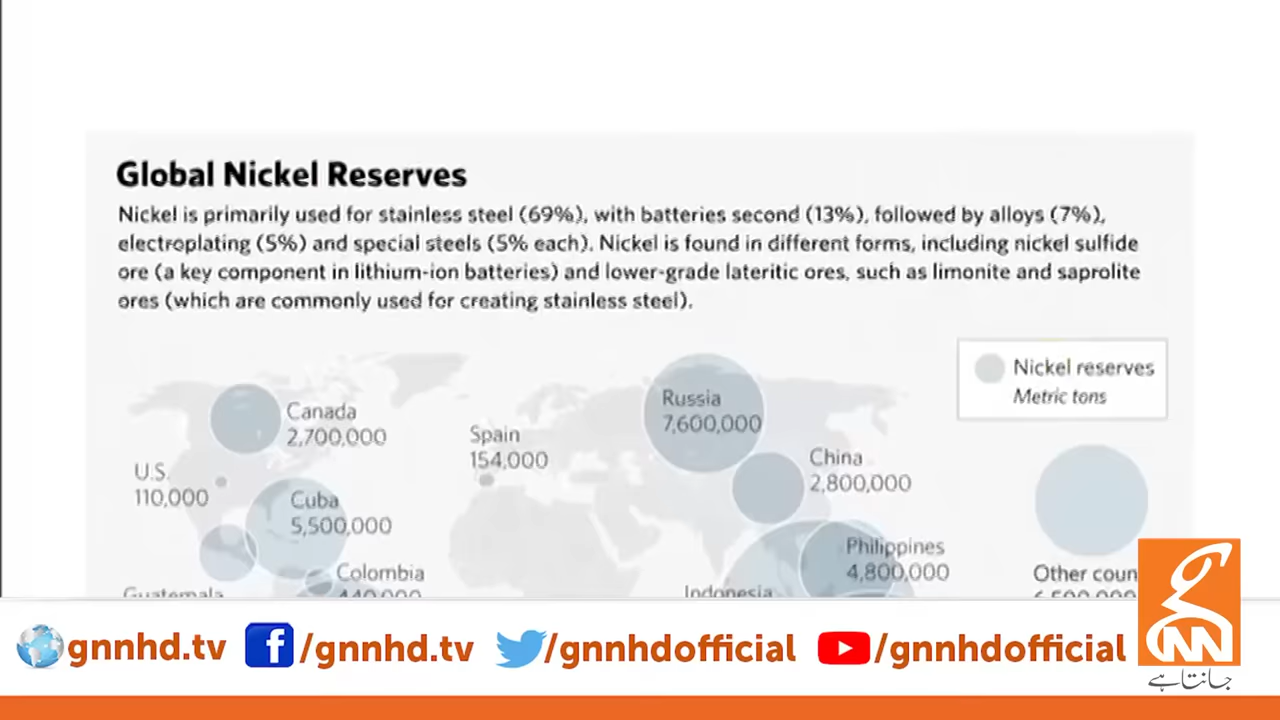 Global Nickel Reserves
Nickel is primarily used for stainless steel (69%), with batteries second (13%), followed by alloys (7%),
electroplating (5%) and special steels (5% each). Nickel is found in different forms, including nickel sulfide
ore (a key component in lithium-ion batteries) and lower-grade lateritic ores, such as limonite and saprolite
ores (which are commonly used for creating stainless steel).
Nickel reserves
Metric tons
Canada
2,700,000
Russia
7,600,000
Spain
154,000
U.S.
110,000
China
2,800,000
Cuba
5,500,000
Philippines
4,800,000
Colombia
440,000
Guatemala
Indonesia
Other coun
gnnhd.tv
/gnnhd.tv
/gnnhdofficial
/gnnhdofficial
GNN
جانتا ہے